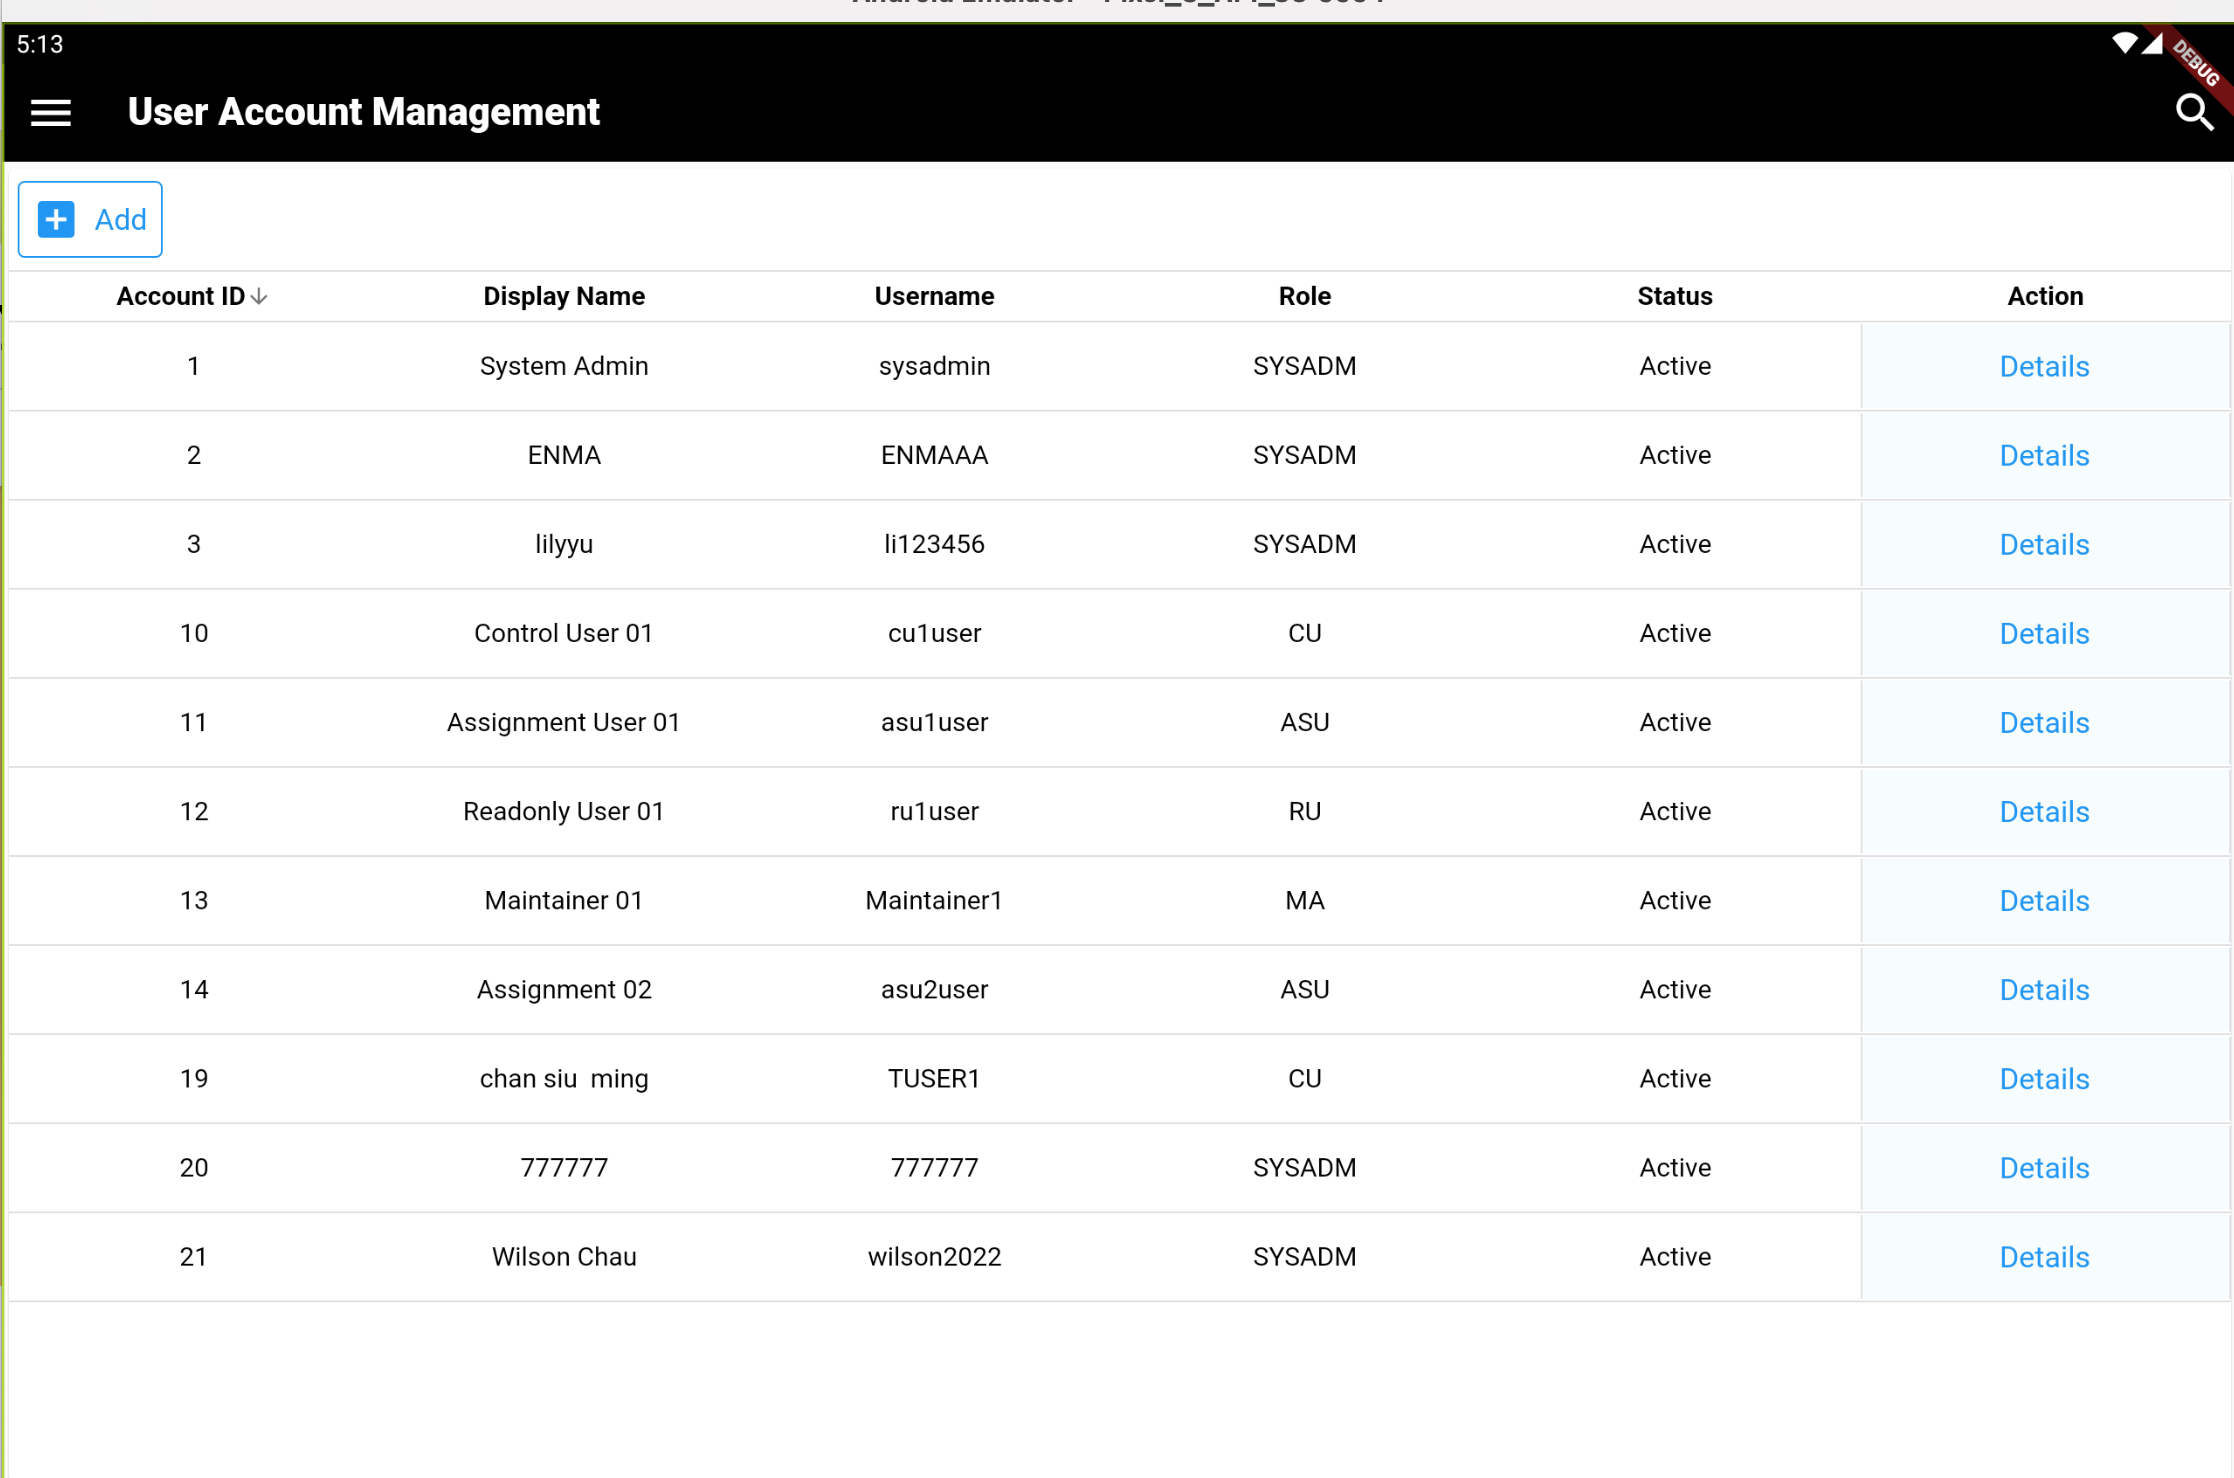 5:13
DEBUG
User Account Management
Add
Account ID Display Name Username Role Status Action
1 System Admin sysadmin SYSADM Active Details
2 ENMA ENMAAA SYSADM Active Details
3 lilyyu li123456 SYSADM Active Details
10 Control User 01 cu1user CU Active Details
11 Assignment User 01 asu1user ASU Active Details
12 Readonly User 01 ru1user RU Active Details
13 Maintainer 01 Maintainer1 MA Active Details
14 Assignment 02 asu2user ASU Active Details
19 chan siu  ming TUSER1 CU Active Details
20 777777 777777 SYSADM Active Details
21 Wilson Chau wilson2022 SYSADM Active Details